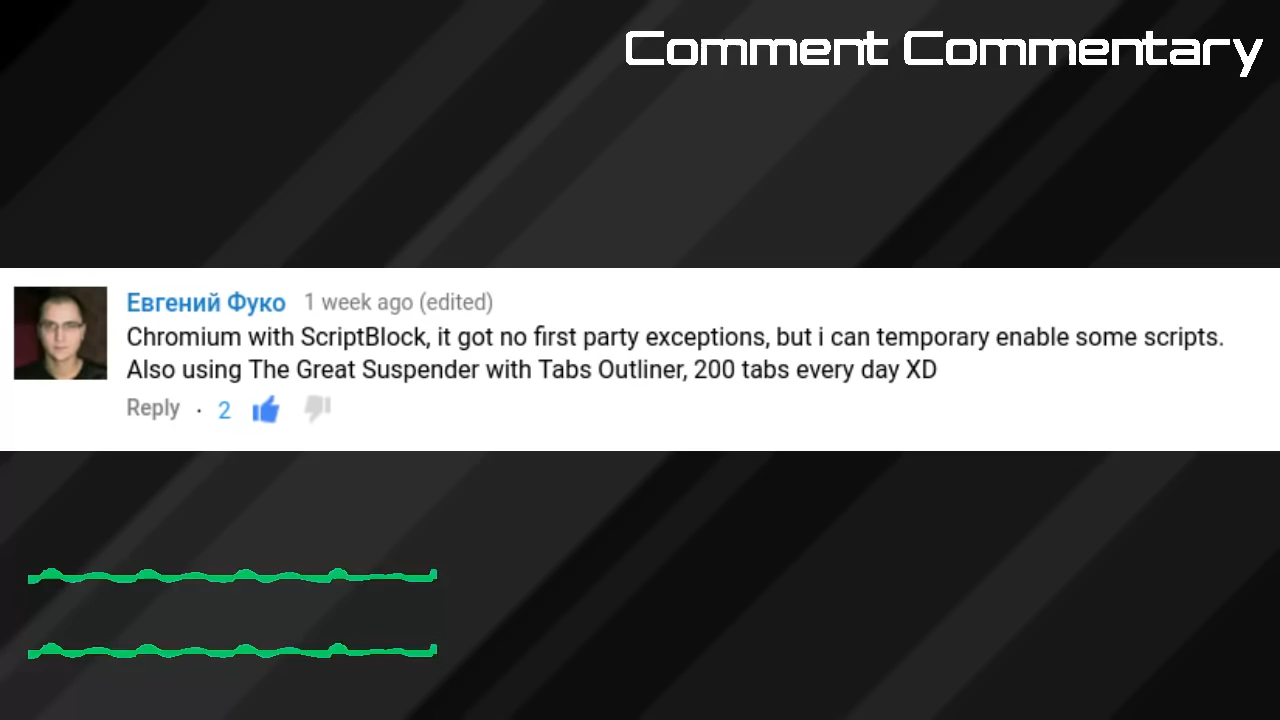 Comment Commentary
Евгений Фуко 1 week ago (edited)
Chromium with ScriptBlock, it got no first party exceptions, but i can temporary enable some scripts.
Also using The Great Suspender with Tabs Outliner, 200 tabs every day XD
Reply · 2